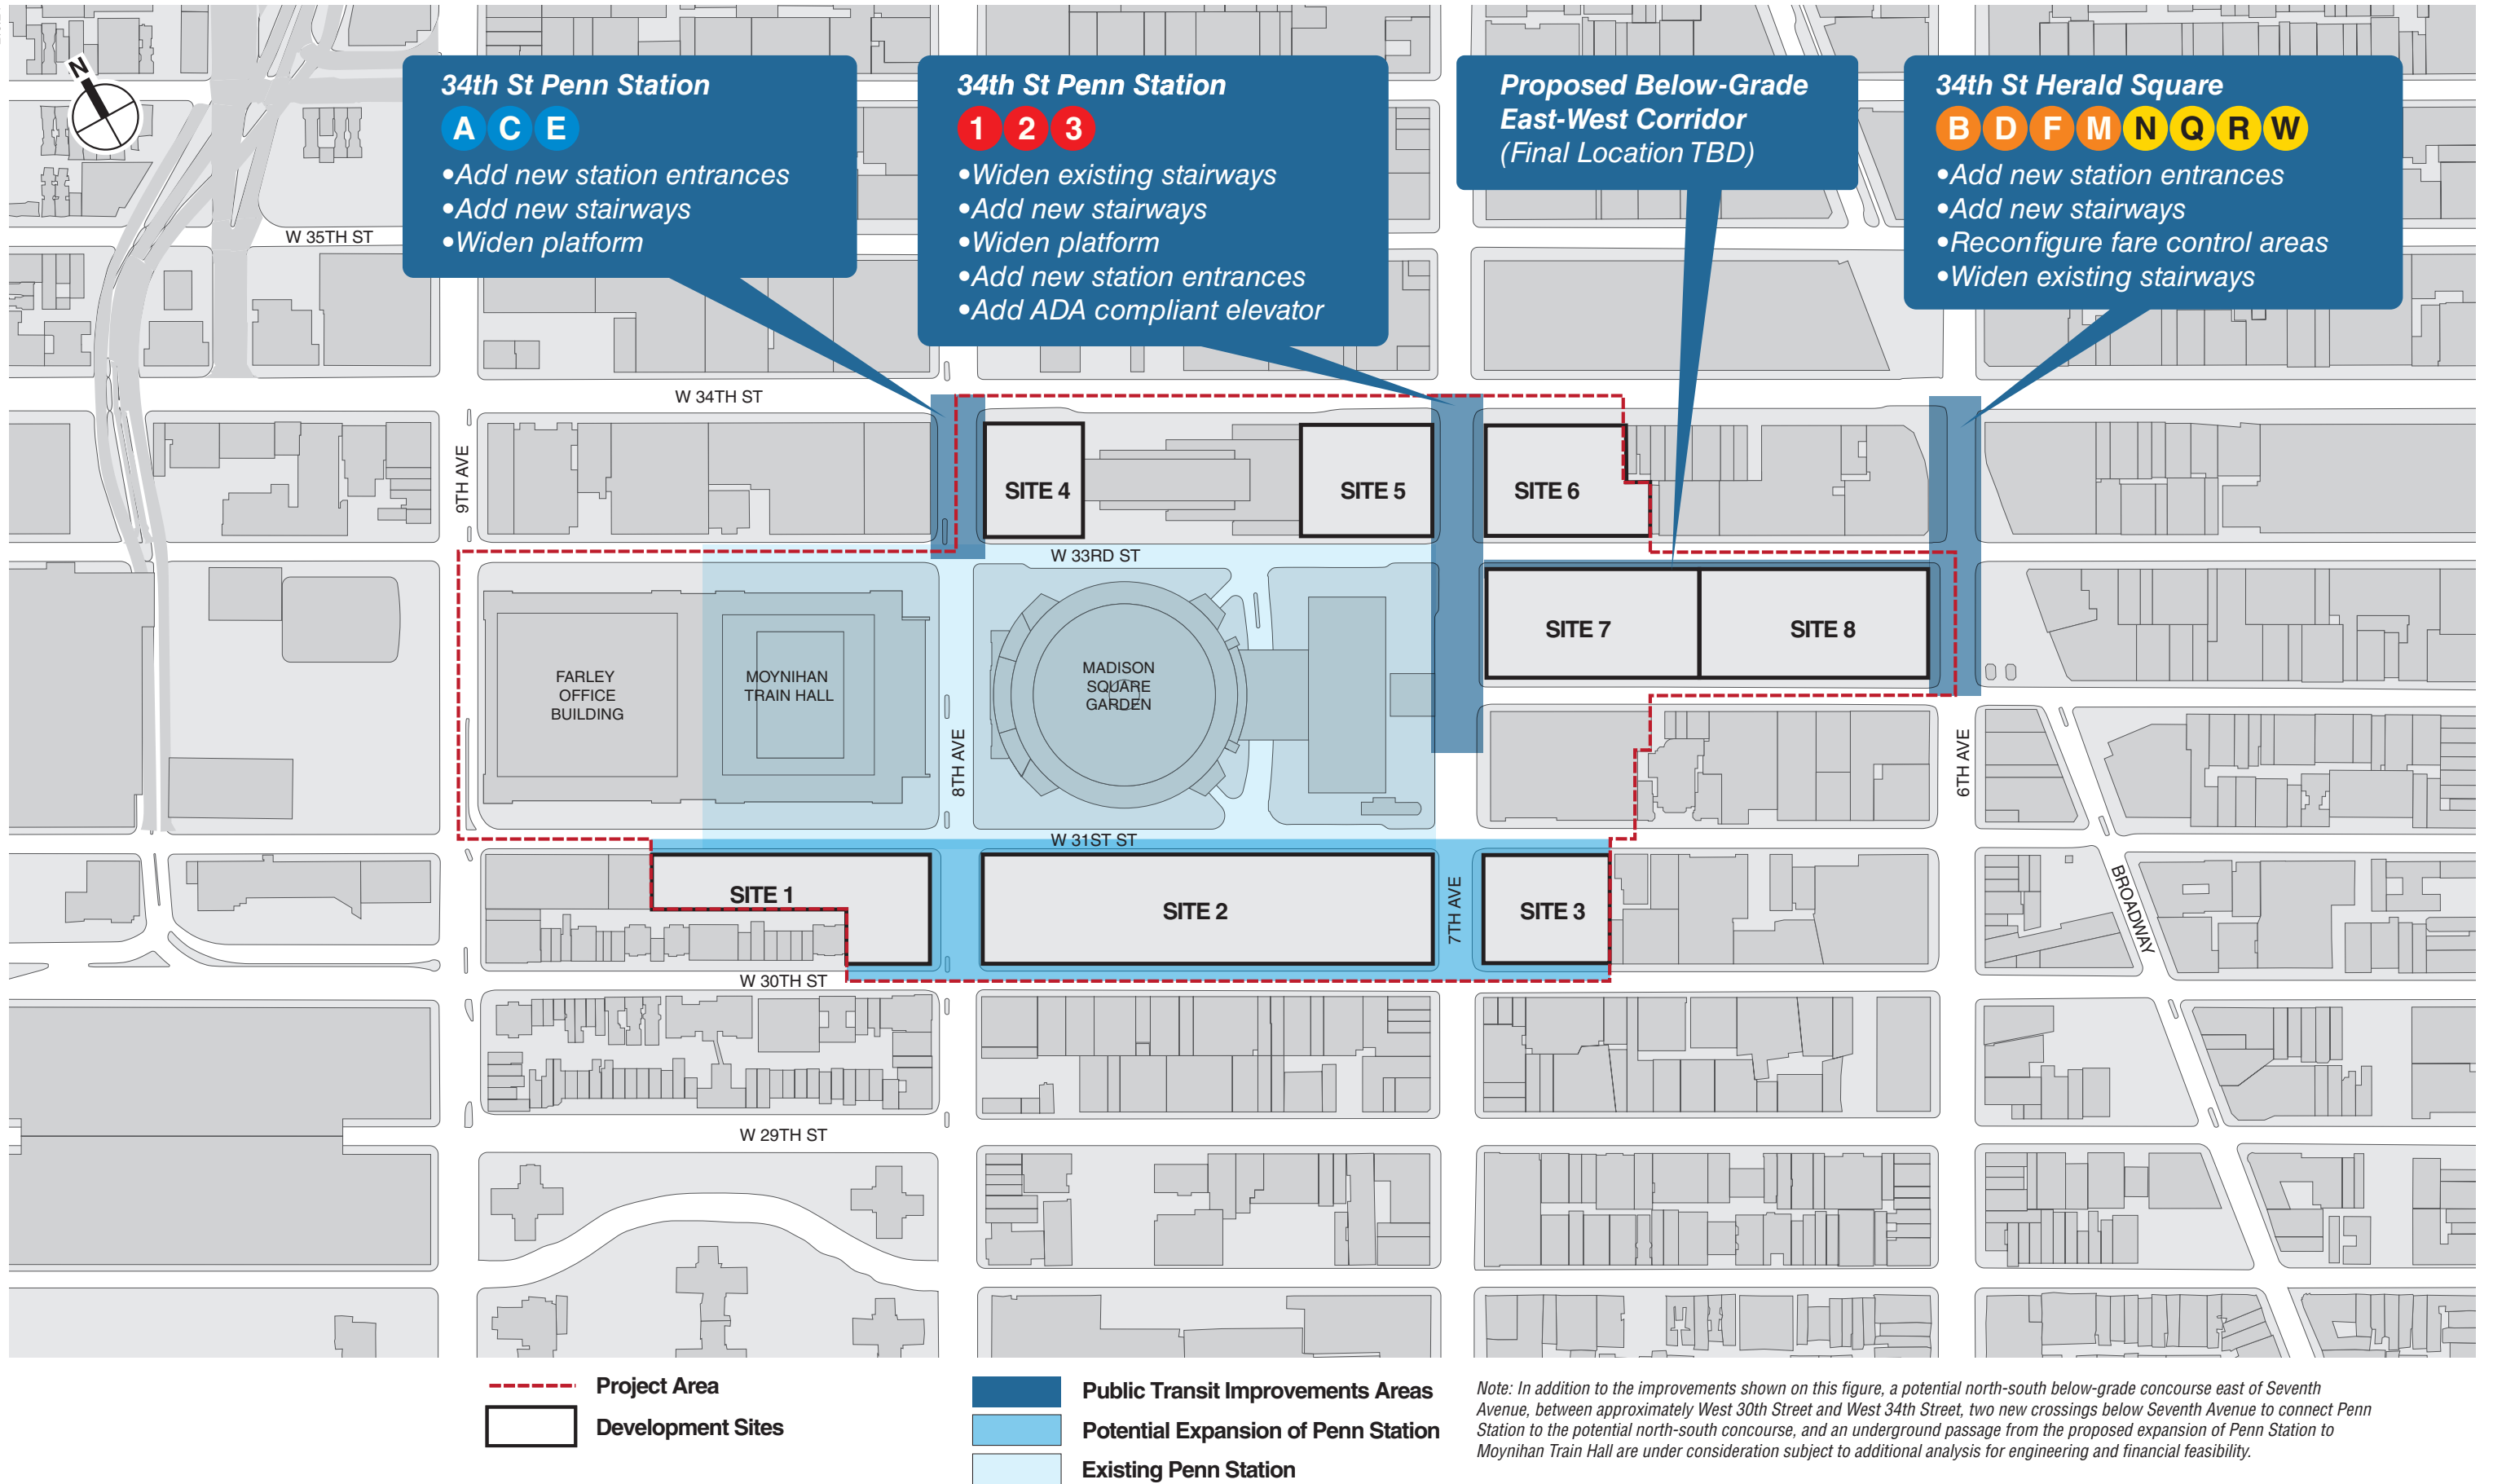 N
34th St Penn Station
A C E
•Add new station entrances
•Add new stairways
•Widen platform
34th St Penn Station
1 2 3
•Widen existing stairways
•Add new stairways
•Widen platform
•Add new station entrances
•Add ADA compliant elevator
Proposed Below-Grade
East-West Corridor
(Final Location TBD)
34th St Herald Square
B D F M N Q R W
•Add new station entrances
•Add new stairways
•Reconfigure fare control areas
•Widen existing stairways
W 35TH ST
W 34TH ST
9TH AVE
SITE 4
SITE 5
SITE 6
W 33RD ST
SITE 7
SITE 8
FARLEY
OFFICE
BUILDING
MOYNIHAN
TRAIN HALL
MADISON
SQUARE
GARDEN
8TH AVE
6TH AVE
W 31ST ST
SITE 1
SITE 2
7TH AVE
SITE 3
BROADWAY
W 30TH ST
W 29TH ST
Project Area
Development Sites
Public Transit Improvements Areas
Potential Expansion of Penn Station
Existing Penn Station
Note: In addition to the improvements shown on this figure, a potential north-south below-grade concourse east of Seventh
Avenue, between approximately West 30th Street and West 34th Street, two new crossings below Seventh Avenue to connect Penn
Station to the potential north-south concourse, and an underground passage from the proposed expansion of Penn Station to
Moynihan Train Hall are under consideration subject to additional analysis for engineering and financial feasibility.